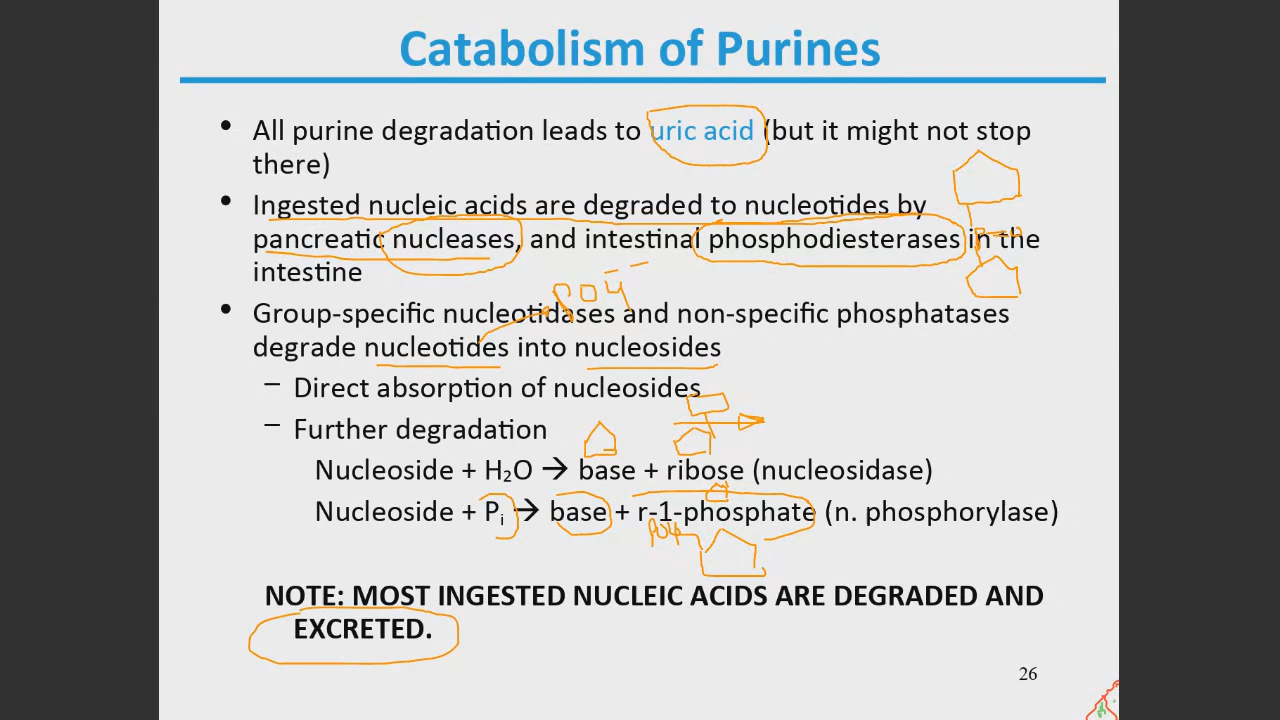 Catabolism of Purines
• All purine degradation leads to uric acid (but it might not stop
there)
• Ingested nucleic acids are degraded to nucleotides by
pancreatic nucleases, and intestinal phosphodiesterases in the
intestine
PO4 - -
• Group-specific nucleotidases and non-specific phosphatases
degrade nucleotides into nucleosides
– Direct absorption of nucleosides
– Further degradation
Nucleoside + H₂O → base + ribose (nucleosidase)
Nucleoside + Pᵢ → base + r-1-phosphate (n. phosphorylase)
PO4
NOTE: MOST INGESTED NUCLEIC ACIDS ARE DEGRADED AND
EXCRETED.
26